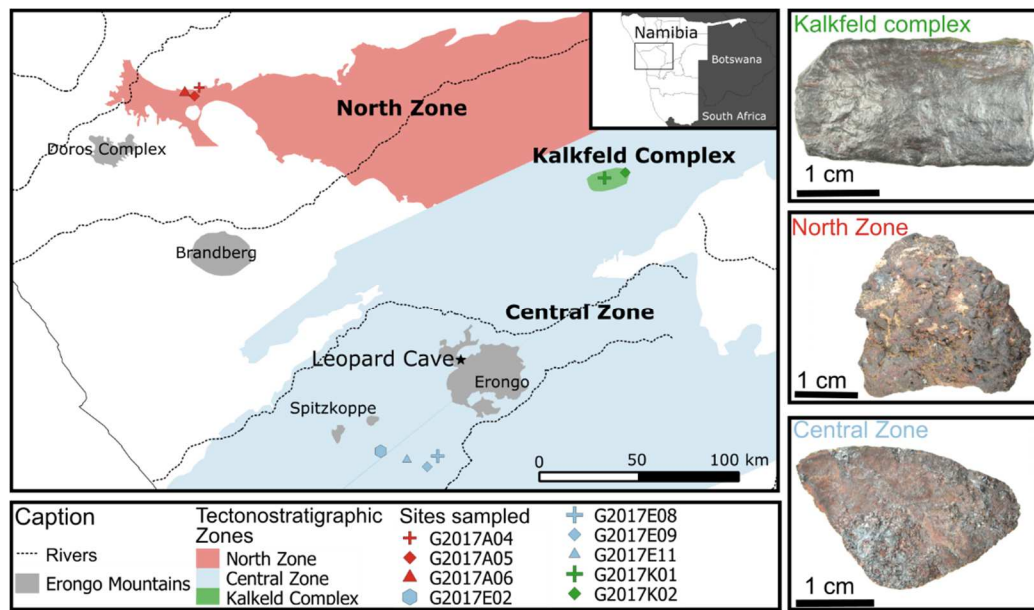 Namibia
Botswana
South Africa
North Zone
Doros Complex
Kalkfeld Complex
Brandberg
Central Zone
Leopard Cave
Erongo
Spitzkoppe
0 50 100 km
Caption
Rivers
Erongo Mountains
Tectonostratigraphic
Zones
North Zone
Central Zone
Kalkeld Complex
Sites sampled
G2017A04
G2017A05
G2017A06
G2017E02
G2017E08
G2017E09
G2017E11
G2017K01
G2017K02
Kalkfeld complex
1 cm
North Zone
1 cm
Central Zone
1 cm